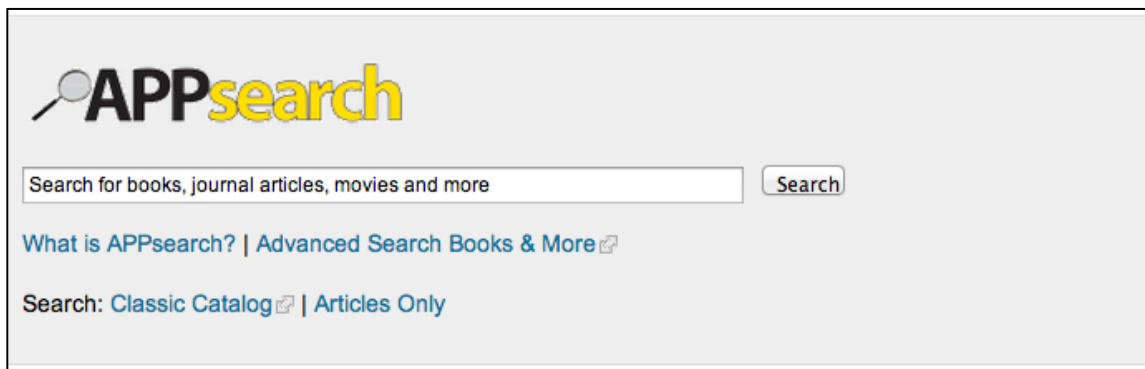 APPsearch
Search for books, journal articles, movies and more Search
What is APPsearch? | Advanced Search Books & More
Search: Classic Catalog | Articles Only